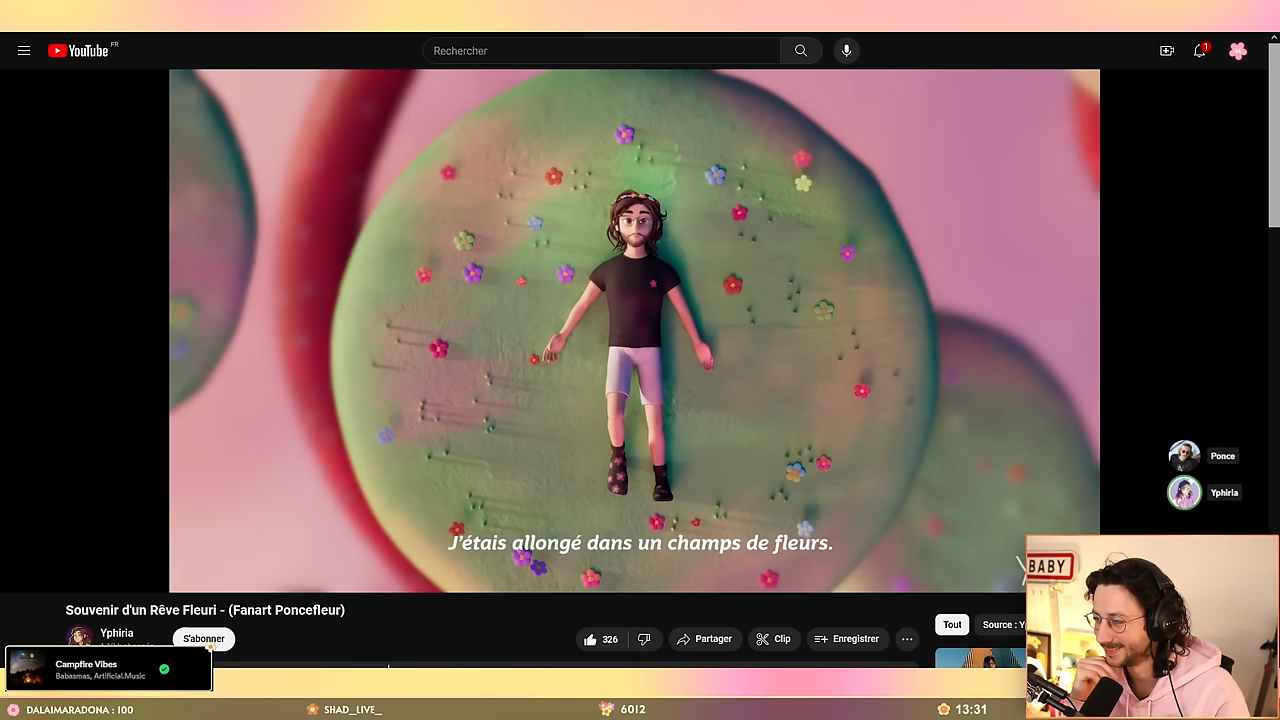 YouTube FR
Rechercher
1
J'étais allongé dans un champs de fleurs.
Ponce
Yphiria
BABY
Souvenir d'un Rêve Fleuri - (Fanart Poncefleur)
Yphiria
S'abonner
326
Partager
Clip
Enregistrer
Tout
Source : Y
Campfire Vibes
Babasmas, Artificial.Music
DALAIMARADONA : 100
SHAD_LIVE_
6012
13:31